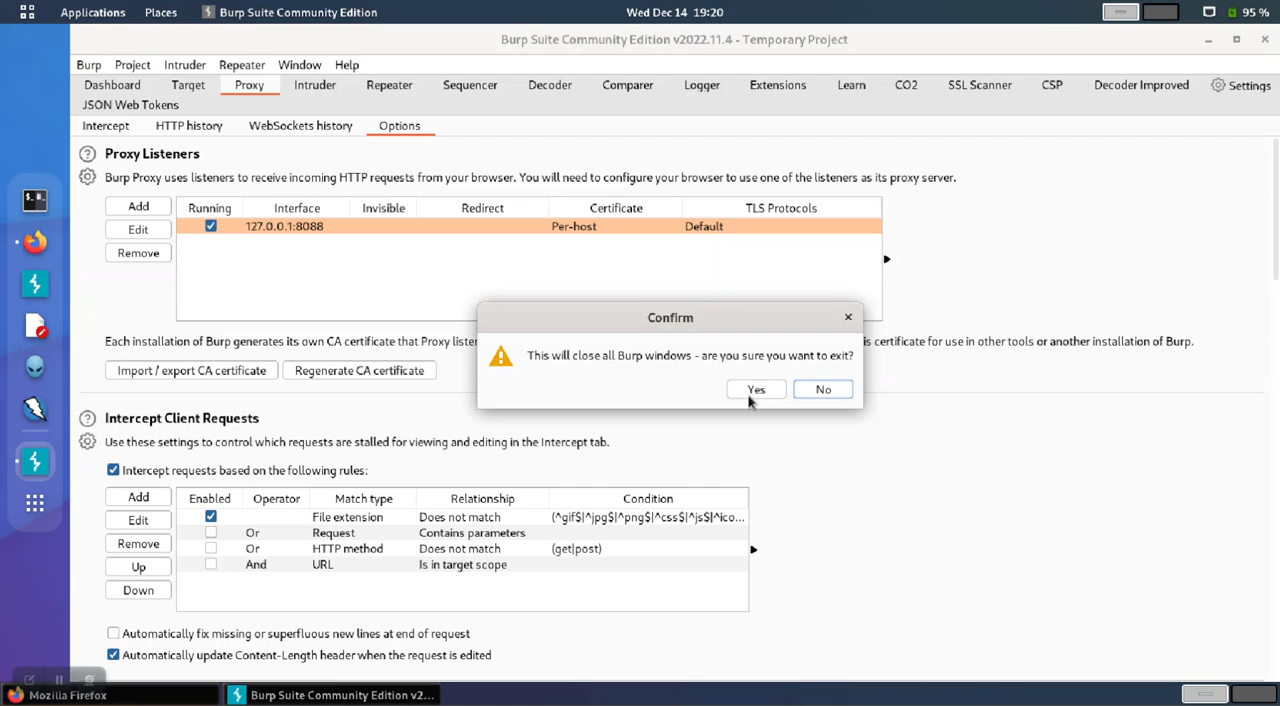 Applications Places Burp Suite Community Edition Wed Dec 14 19:20 95 %
Burp Suite Community Edition v2022.11.4 - Temporary Project
Burp Project Intruder Repeater Window Help
Dashboard Target Proxy Intruder Repeater Sequencer Decoder Comparer Logger Extensions Learn CO2 SSL Scanner CSP Decoder Improved Settings
JSON Web Tokens
Intercept HTTP history WebSockets history Options
Proxy Listeners
Burp Proxy uses listeners to receive incoming HTTP requests from your browser. You will need to configure your browser to use one of the listeners as its proxy server.
Add Running Interface Invisible Redirect Certificate TLS Protocols
127.0.0.1:8088 Per-host Default
Edit
Remove
Confirm
Each installation of Burp generates its own CA certificate that Proxy listen
is certificate for use in other tools or another installation of Burp.
This will close all Burp windows - are you sure you want to exit?
Import / export CA certificate Regenerate CA certificate
Yes No
Intercept Client Requests
Use these settings to control which requests are stalled for viewing and editing in the Intercept tab.
Intercept requests based on the following rules:
Add Enabled Operator Match type Relationship Condition
File extension Does not match (^gif$|^jpg$|^png$|^css$|^js$|^ico...
Edit Or Request Contains parameters
Remove Or HTTP method Does not match (get|post)
Up And URL Is in target scope
Down
Automatically fix missing or superfluous new lines at end of request
Automatically update Content-Length header when the request is edited
Mozilla Firefox Burp Suite Community Edition v2...